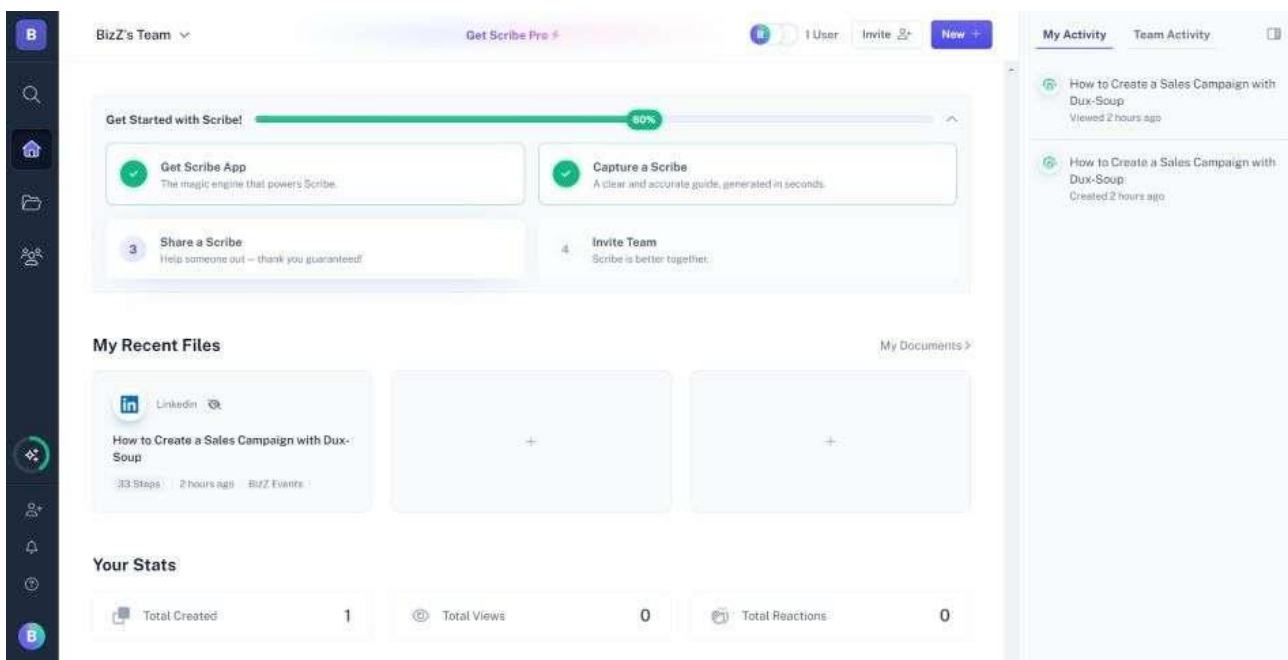 B
BizZ's Team
Get Scribe Pro
B
1 User
Invite
New +
My Activity
Team Activity
Get Started with Scribe!
60%
Get Scribe App
The magic engine that powers Scribe.
Capture a Scribe
A clear and accurate guide, generated in seconds.
3
Share a Scribe
Help someone out — thank you guaranteed!
4
Invite Team
Scribe is better together.
My Recent Files
My Documents >
in
Linkedin
How to Create a Sales Campaign with Dux-
Soup
33 Steps
2 hours ago
BizZ Events
+
+
Your Stats
Total Created
1
Total Views
0
Total Reactions
0
How to Create a Sales Campaign with
Dux-Soup
Viewed 2 hours ago
How to Create a Sales Campaign with
Dux-Soup
Created 2 hours ago
B